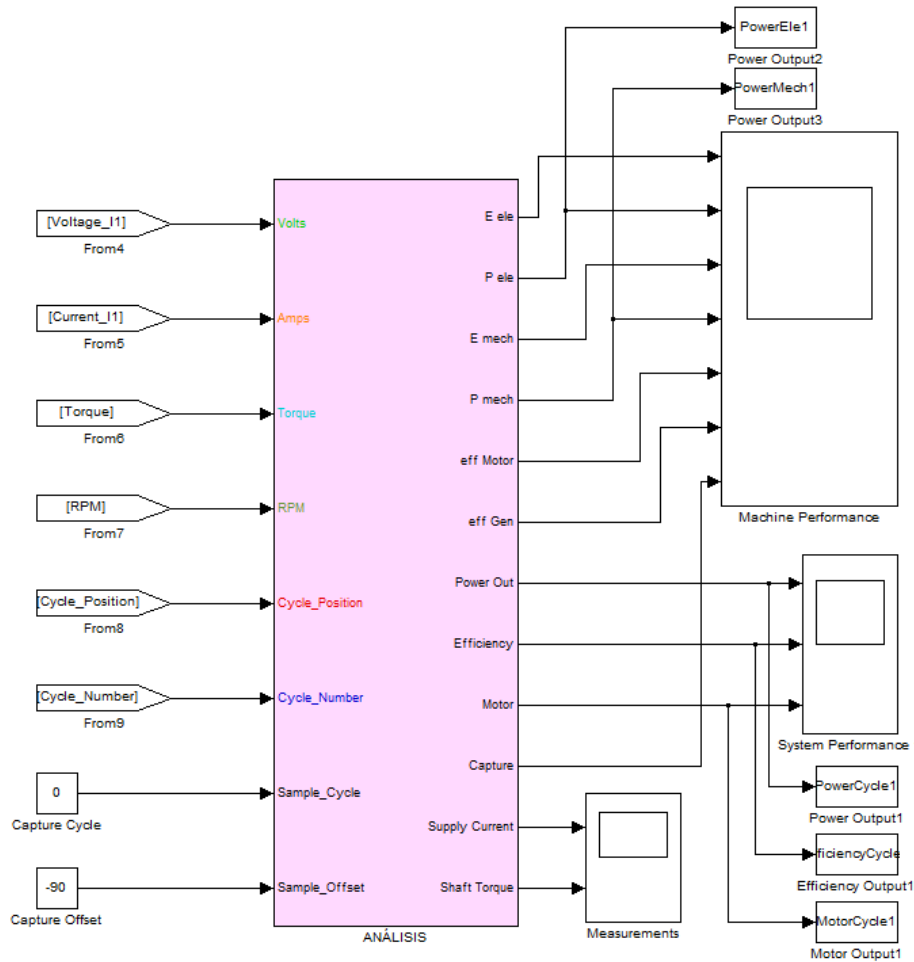 PowerEle1
Power Output2
PowerMech1
Power Output3
[Voltage_I1]
From4
[Current_I1]
From5
[Torque]
From6
[RPM]
From7
[Cycle_Position]
From8
[Cycle_Number]
From9
0
Capture Cycle
-90
Capture Offset
Volts
Amps
Torque
RPM
Cycle_Position
Cycle_Number
Sample_Cycle
Sample_Offset
E ele
P ele
E mech
P mech
eff Motor
eff Gen
Power Out
Efficiency
Motor
Capture
Supply Current
Shaft Torque
ANÁLISIS
Machine Performance
System Performance
Measurements
PowerCycle1
Power Output1
fficiencyCycle
Efficiency Output1
MotorCycle1
Motor Output1